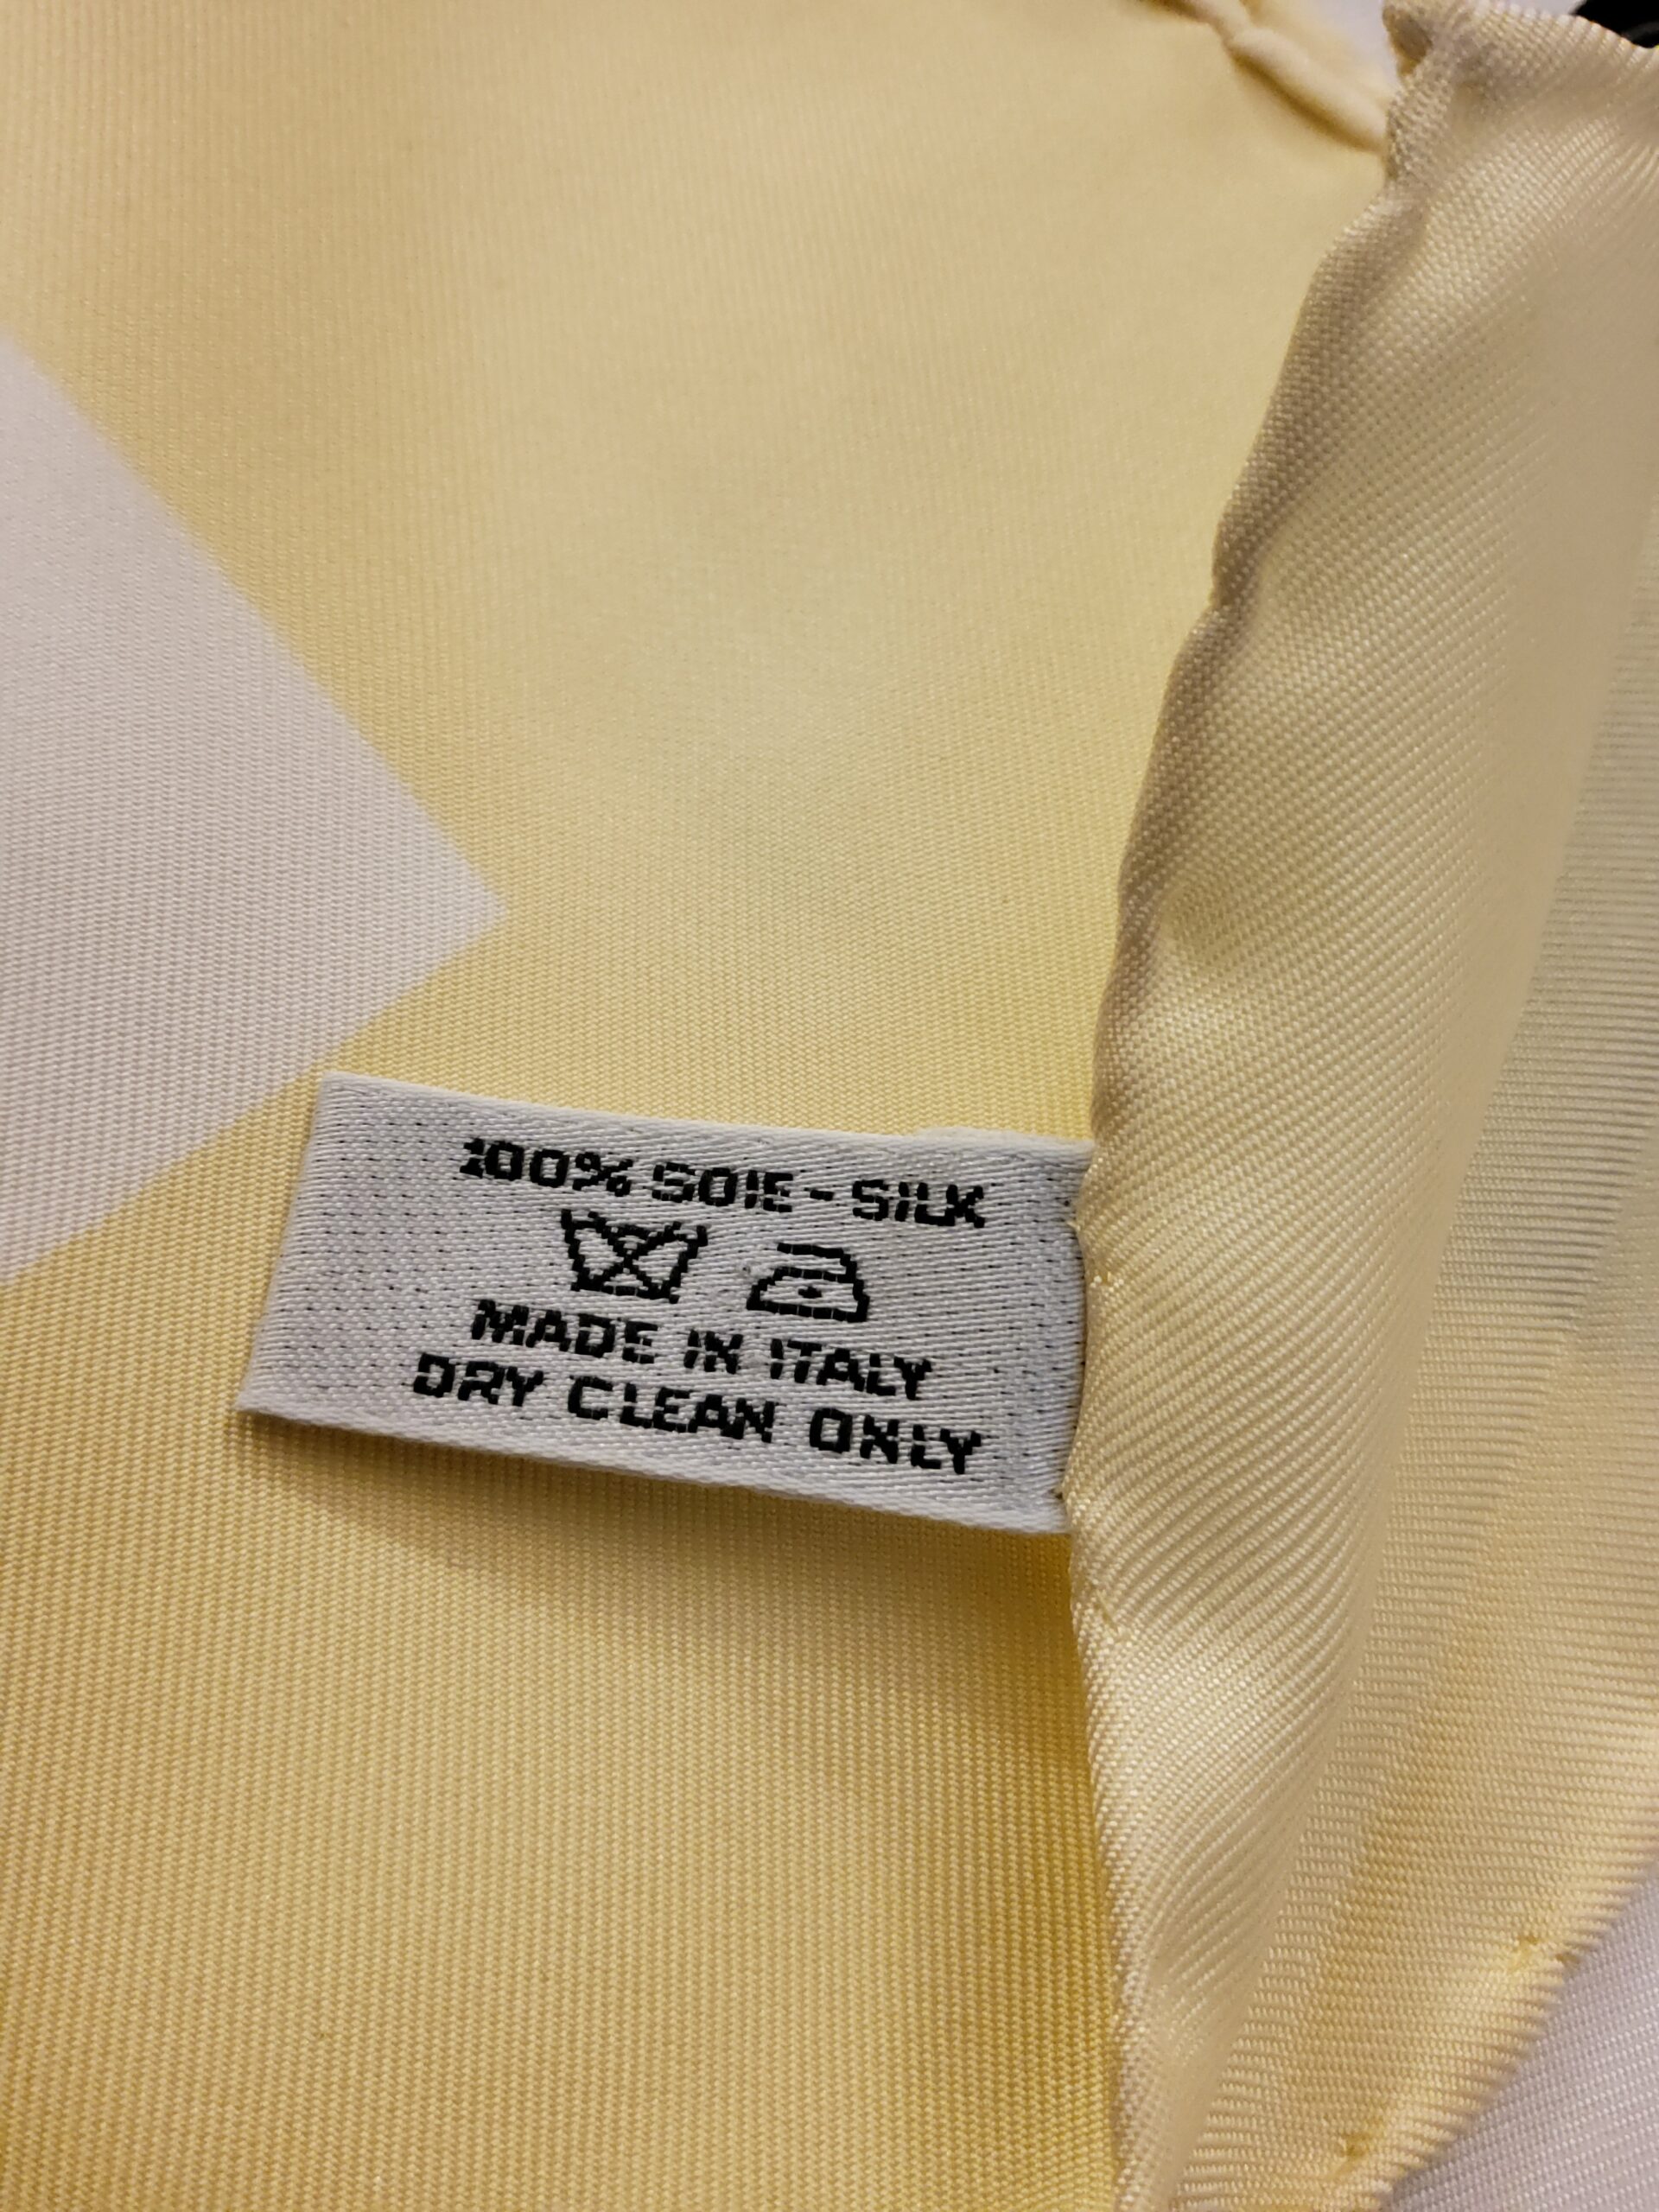 100% SOIE - SILK
MADE IN ITALY
DRY CLEAN ONLY